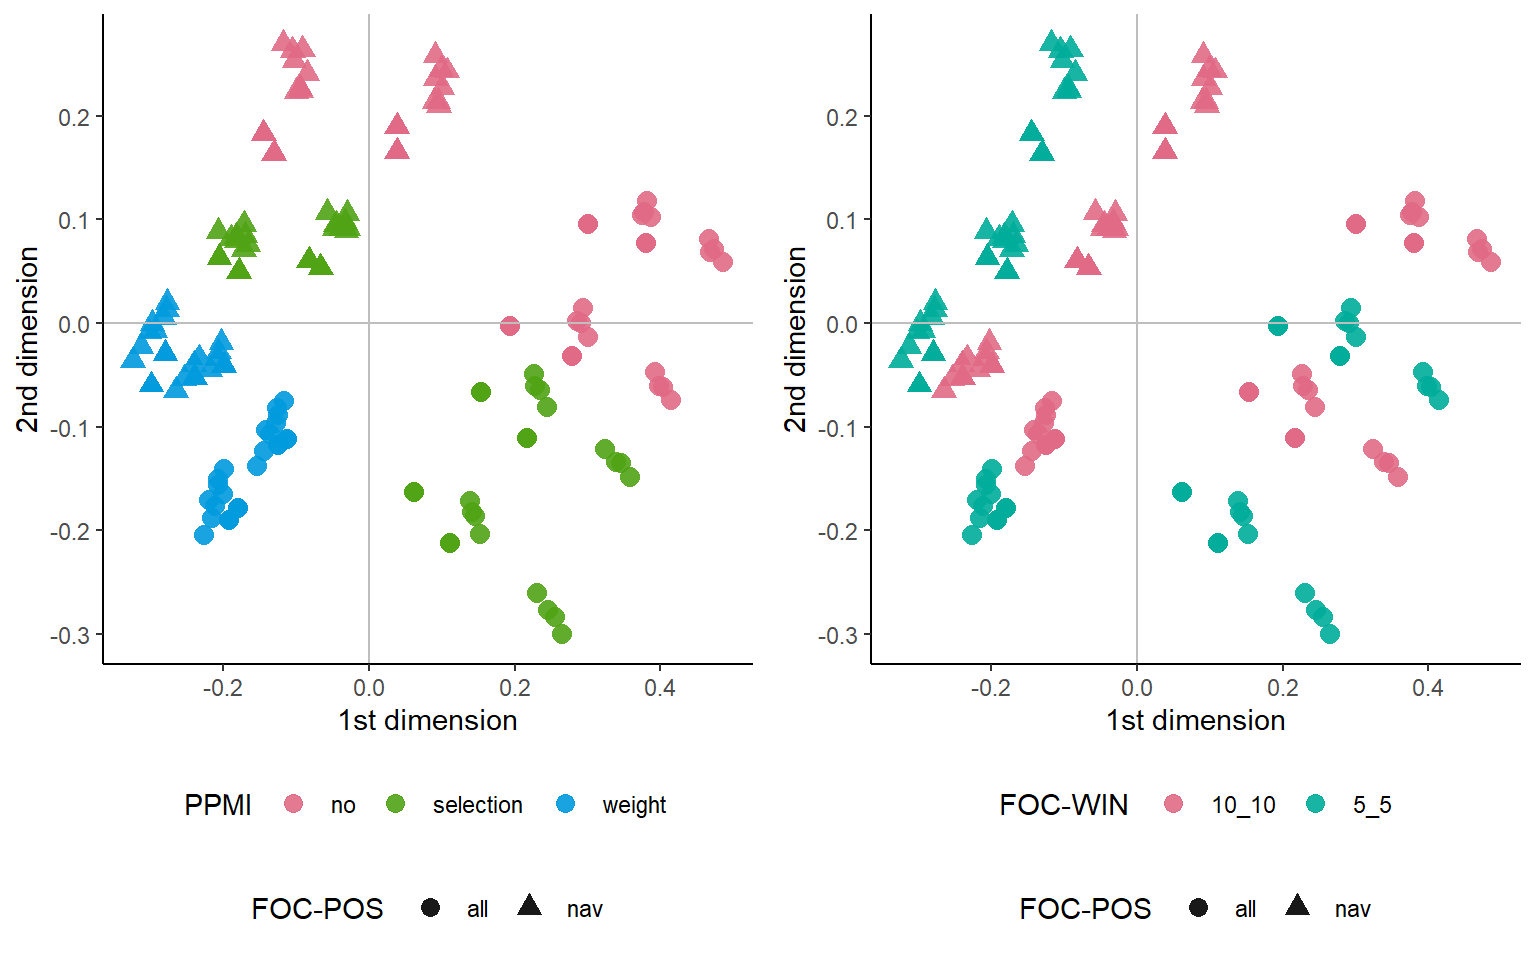 2nd dimension
0.2
0.1
0.0
-0.1
-0.2
-0.3
-0.2 0.0 0.2 0.4
1st dimension
PPMI no selection weight
FOC-POS all nav
2nd dimension
0.2
0.1
0.0
-0.1
-0.2
-0.3
-0.2 0.0 0.2 0.4
1st dimension
FOC-WIN 10_10 5_5
FOC-POS all nav